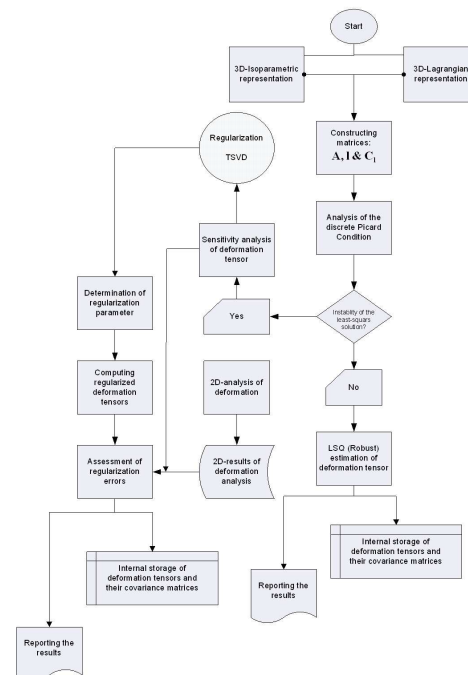 Start
3D-Isoparametric
representation
3D-Lagrangian
representation
Constructing
matrices:
A, l & Cl
Regularization
TSVD
Analysis of the
discrete Picard
Condition
Sensitivity analysis
of deformation
tensor
Determination of
regularization
parameter
Yes
Instability of the
least-squars
solution?
Computing
regularized
deformation
tensors
2D-analysis of
deformation
No
Assessment of
regularization
errors
2D-results of
deformation
analysis
LSQ (Robust)
estimation of
deformation tensor
Internal storage of
deformation tensors and
their covariance matrices
Internal storage of
deformation tensors and
their covariance matrices
Reporting the
results
Reporting the
results